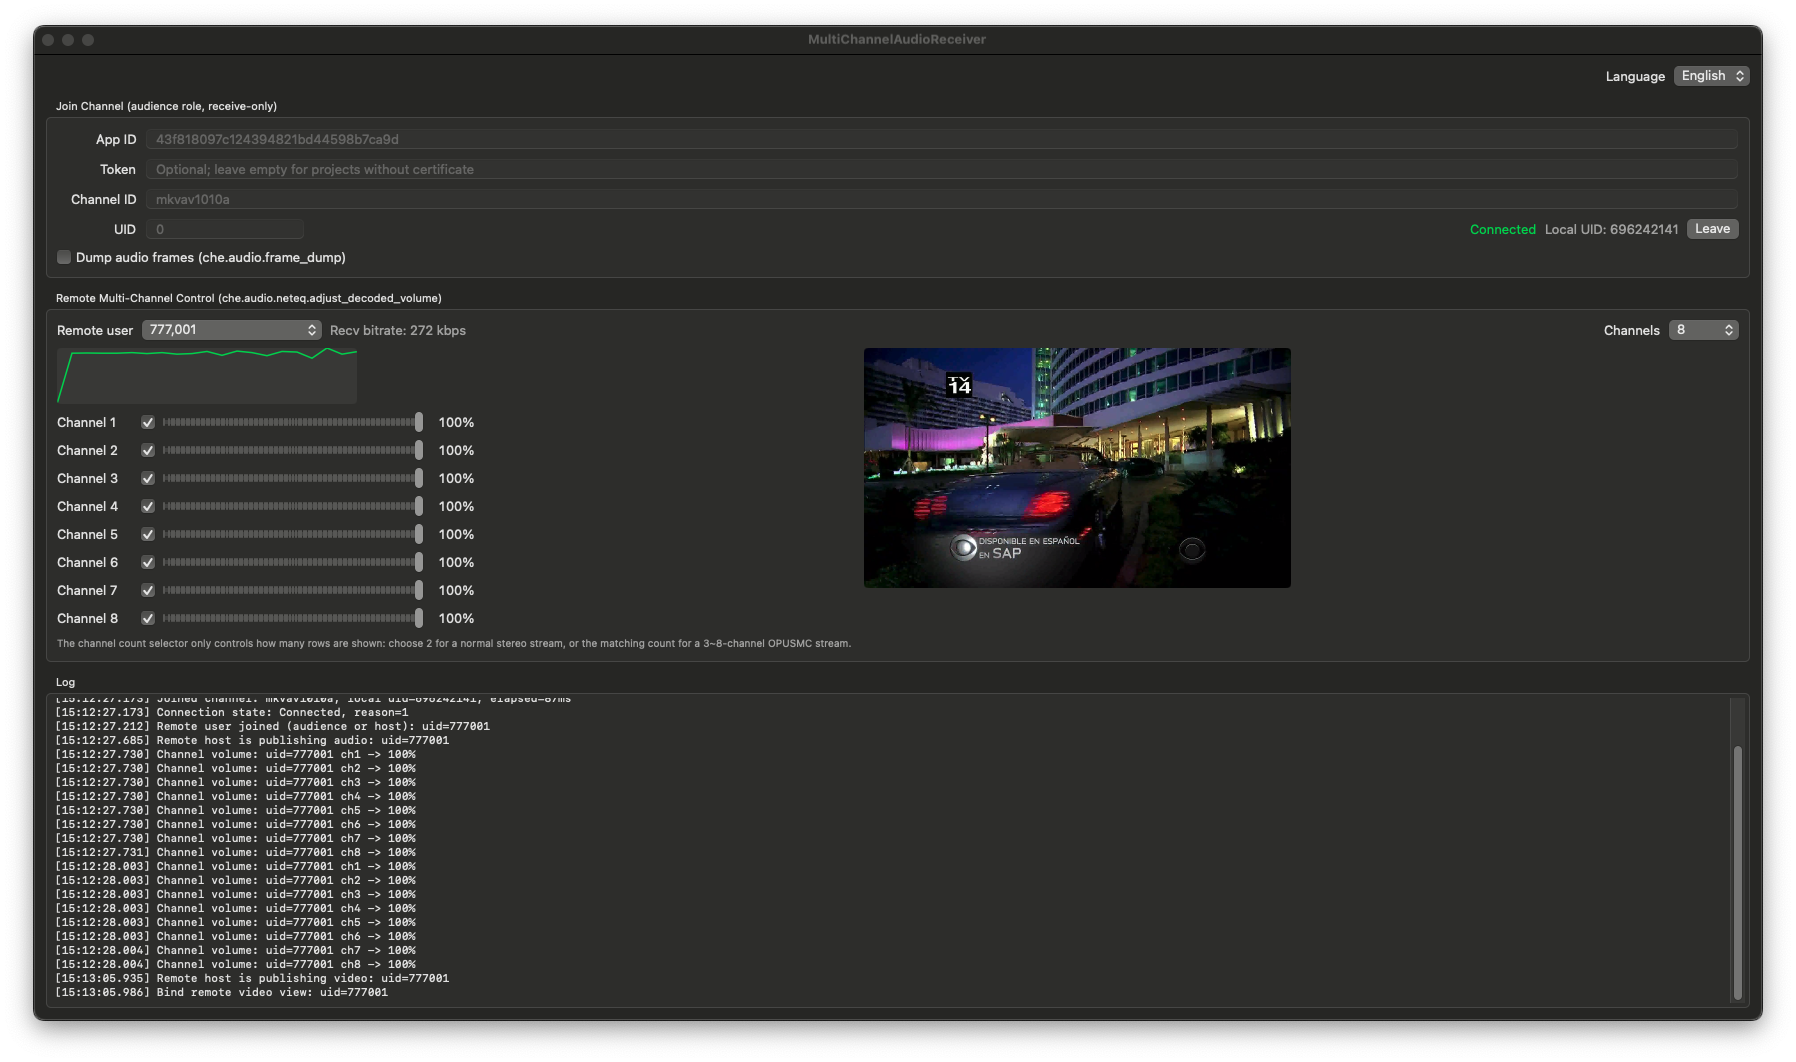 MultiChannelAudioReceiver
Language English
Join Channel (audience role, receive-only)
App ID 43f818097c124394821bd44598b7ca9d
Token Optional; leave empty for projects without certificate
Channel ID mkvav1010a
UID 0 Connected Local UID: 696242141 Leave
Dump audio frames (che.audio.frame_dump)
Remote Multi-Channel Control (che.audio.neteq.adjust_decoded_volume)
Remote user 777,001 Recv bitrate: 272 kbps Channels 8
TV
14
DISPONIBLE EN ESPAÑOL
EN SAP
Channel 1 100%
Channel 2 100%
Channel 3 100%
Channel 4 100%
Channel 5 100%
Channel 6 100%
Channel 7 100%
Channel 8 100%
The channel count selector only controls how many rows are shown: choose 2 for a normal stereo stream, or the matching count for a 3~8-channel OPUSMC stream.
Log
[15:12:27.173] Joined channel: mkvav1010a, local uid=696242141, elapsed=87ms
[15:12:27.173] Connection state: Connected, reason=1
[15:12:27.212] Remote user joined (audience or host): uid=777001
[15:12:27.685] Remote host is publishing audio: uid=777001
[15:12:27.730] Channel volume: uid=777001 ch1 -> 100%
[15:12:27.730] Channel volume: uid=777001 ch2 -> 100%
[15:12:27.730] Channel volume: uid=777001 ch3 -> 100%
[15:12:27.730] Channel volume: uid=777001 ch4 -> 100%
[15:12:27.730] Channel volume: uid=777001 ch5 -> 100%
[15:12:27.730] Channel volume: uid=777001 ch6 -> 100%
[15:12:27.730] Channel volume: uid=777001 ch7 -> 100%
[15:12:27.731] Channel volume: uid=777001 ch8 -> 100%
[15:12:28.003] Channel volume: uid=777001 ch1 -> 100%
[15:12:28.003] Channel volume: uid=777001 ch2 -> 100%
[15:12:28.003] Channel volume: uid=777001 ch3 -> 100%
[15:12:28.003] Channel volume: uid=777001 ch4 -> 100%
[15:12:28.003] Channel volume: uid=777001 ch5 -> 100%
[15:12:28.003] Channel volume: uid=777001 ch6 -> 100%
[15:12:28.004] Channel volume: uid=777001 ch7 -> 100%
[15:12:28.004] Channel volume: uid=777001 ch8 -> 100%
[15:13:05.935] Remote host is publishing video: uid=777001
[15:13:05.986] Bind remote video view: uid=777001